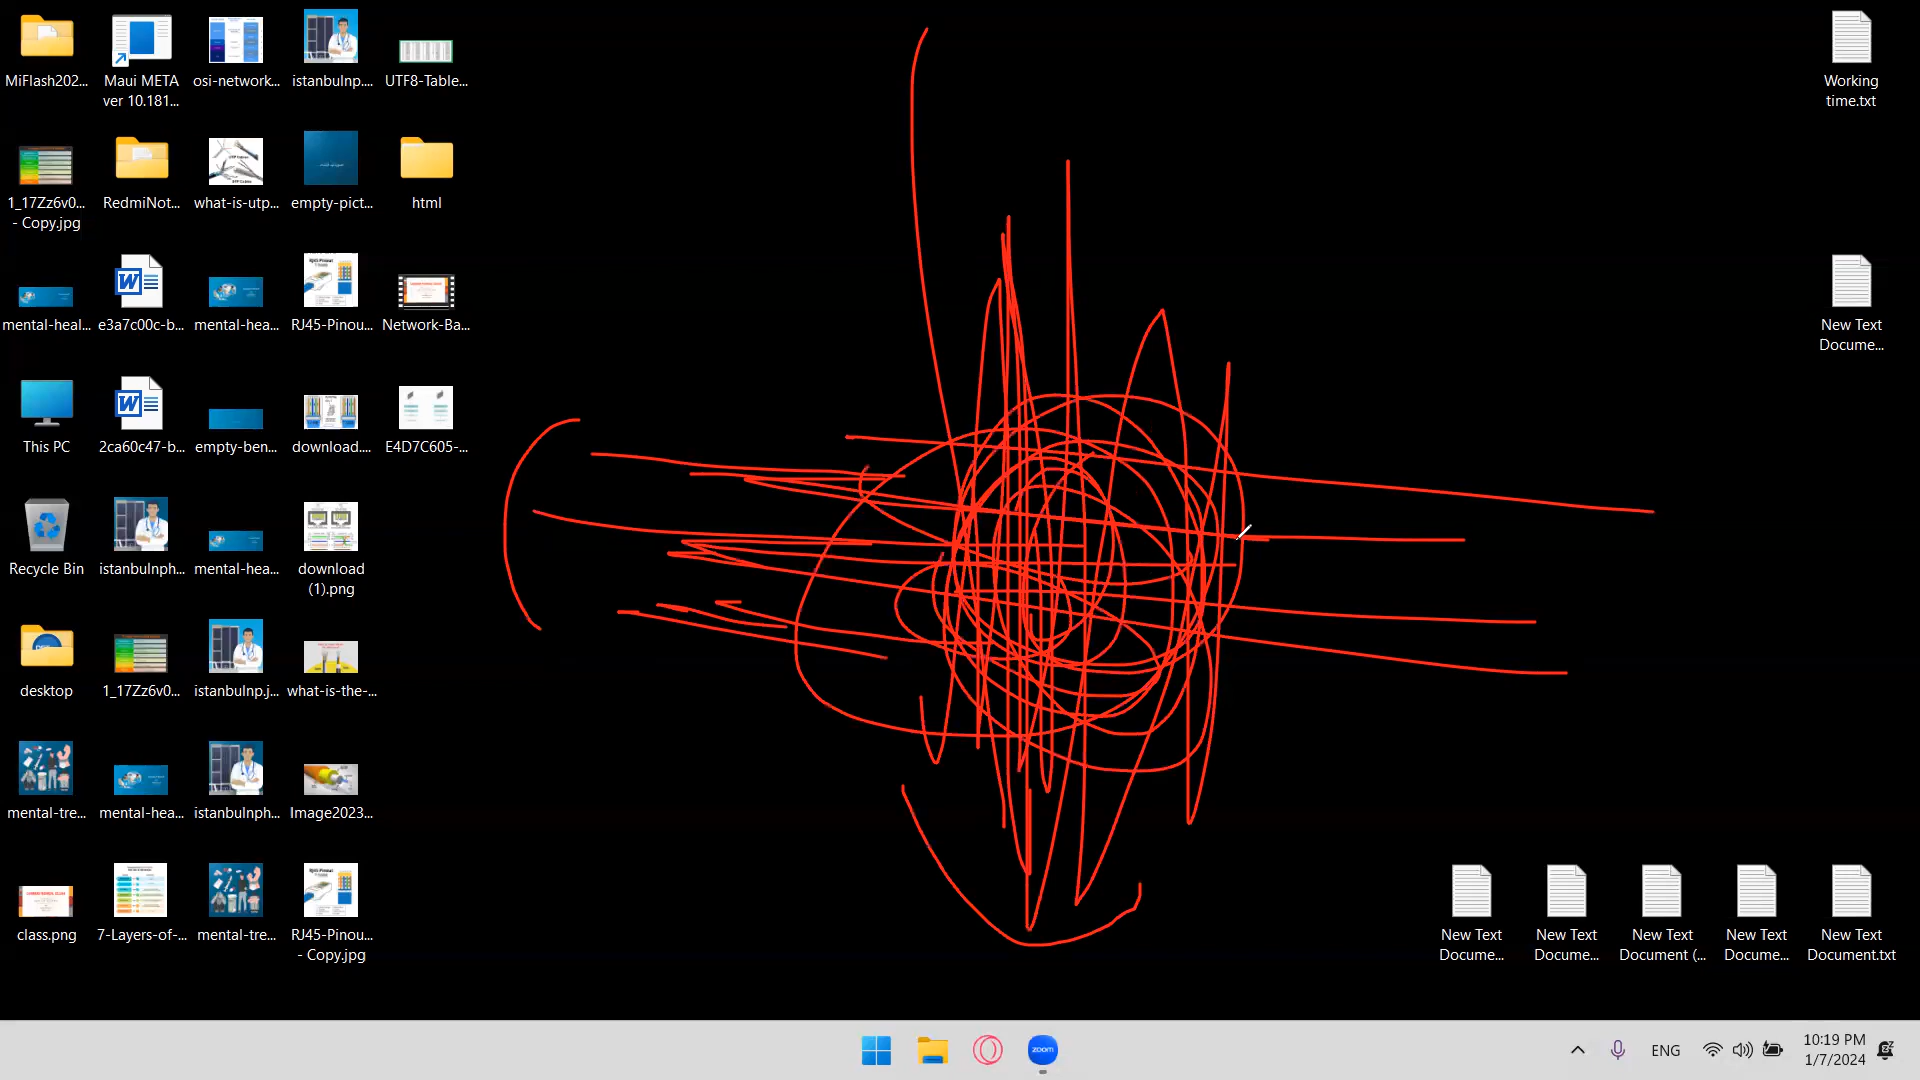 MiFlash202...
Maui META
ver 10.181...
osi-network...
istanbulnp....
UTF8-Table...
Working
time.txt
1_17Zz6v0...
- Copy.jpg
RedmiNot...
what-is-utp...
empty-pict...
html
mental-heal...
e3a7c00c-b...
mental-hea...
RJ45-Pinou...
Network-Ba...
New Text
Docume...
This PC
2ca60c47-b...
empty-ben...
download....
E4D7C605-...
Recycle Bin
istanbulnph...
mental-hea...
download
(1).png
desktop
1_17Zz6v0...
istanbulnp.j...
what-is-the-...
mental-tre...
mental-hea...
istanbulnph...
Image2023...
class.png
7-Layers-of-...
mental-tre...
RJ45-Pinou...
- Copy.jpg
New Text
Docume...
New Text
Docume...
New Text
Document (...
New Text
Docume...
New Text
Document.txt
zoom
ENG
10:19 PM
1/7/2024